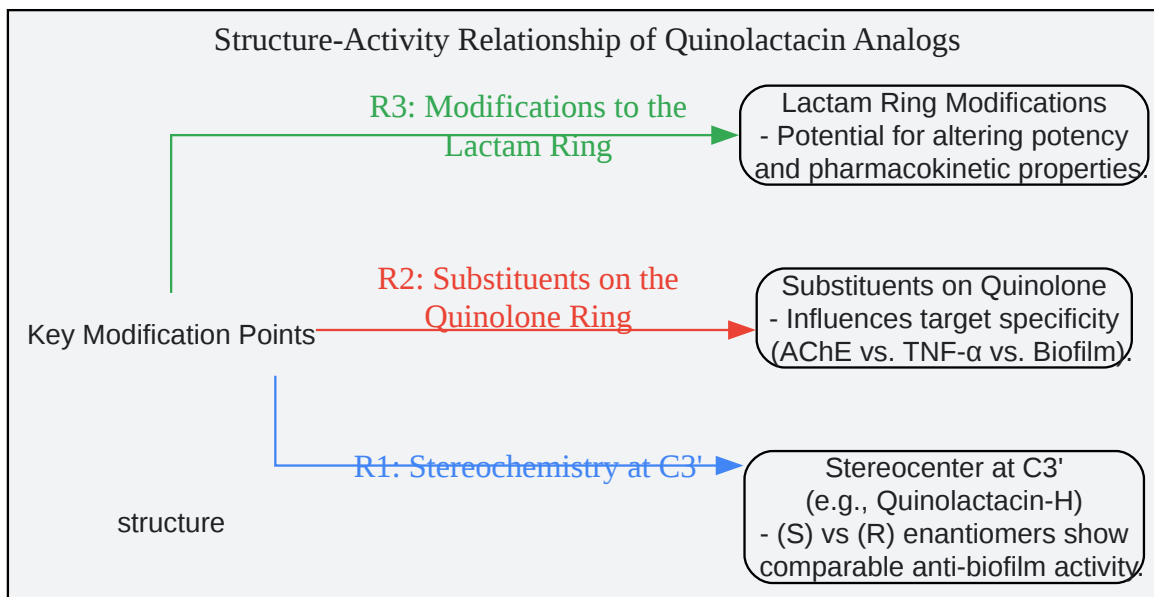 Structure-Activity Relationship of Quinolactacin Analogs
R3: Modifications to the
Lactam Ring
Lactam Ring Modifications
- Potential for altering potency
and pharmacokinetic properties.
Key Modification Points
R2: Substituents on the
Quinolone Ring
Substituents on Quinolone
- Influences target specificity
(AChE vs. TNF-α vs. Biofilm).
R1: Stereochemistry at C3'
Stereocenter at C3'
(e.g., Quinolactacin-H)
- (S) vs (R) enantiomers show
comparable anti-biofilm activity.
structure